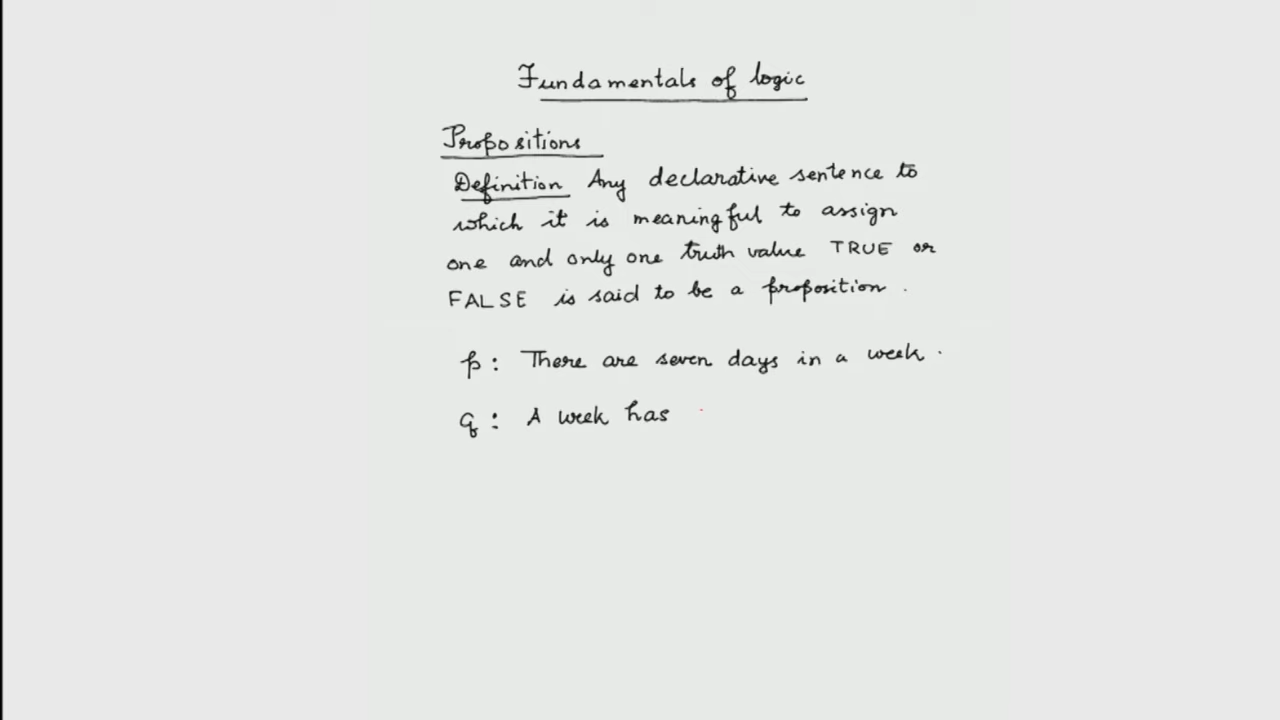 Fundamentals of logic
Propositions
Definition Any declarative sentence to
which it is meaningful to assign
one and only one truth value TRUE or
FALSE is said to be a proposition.
p: There are seven days in a week.
q: A week has